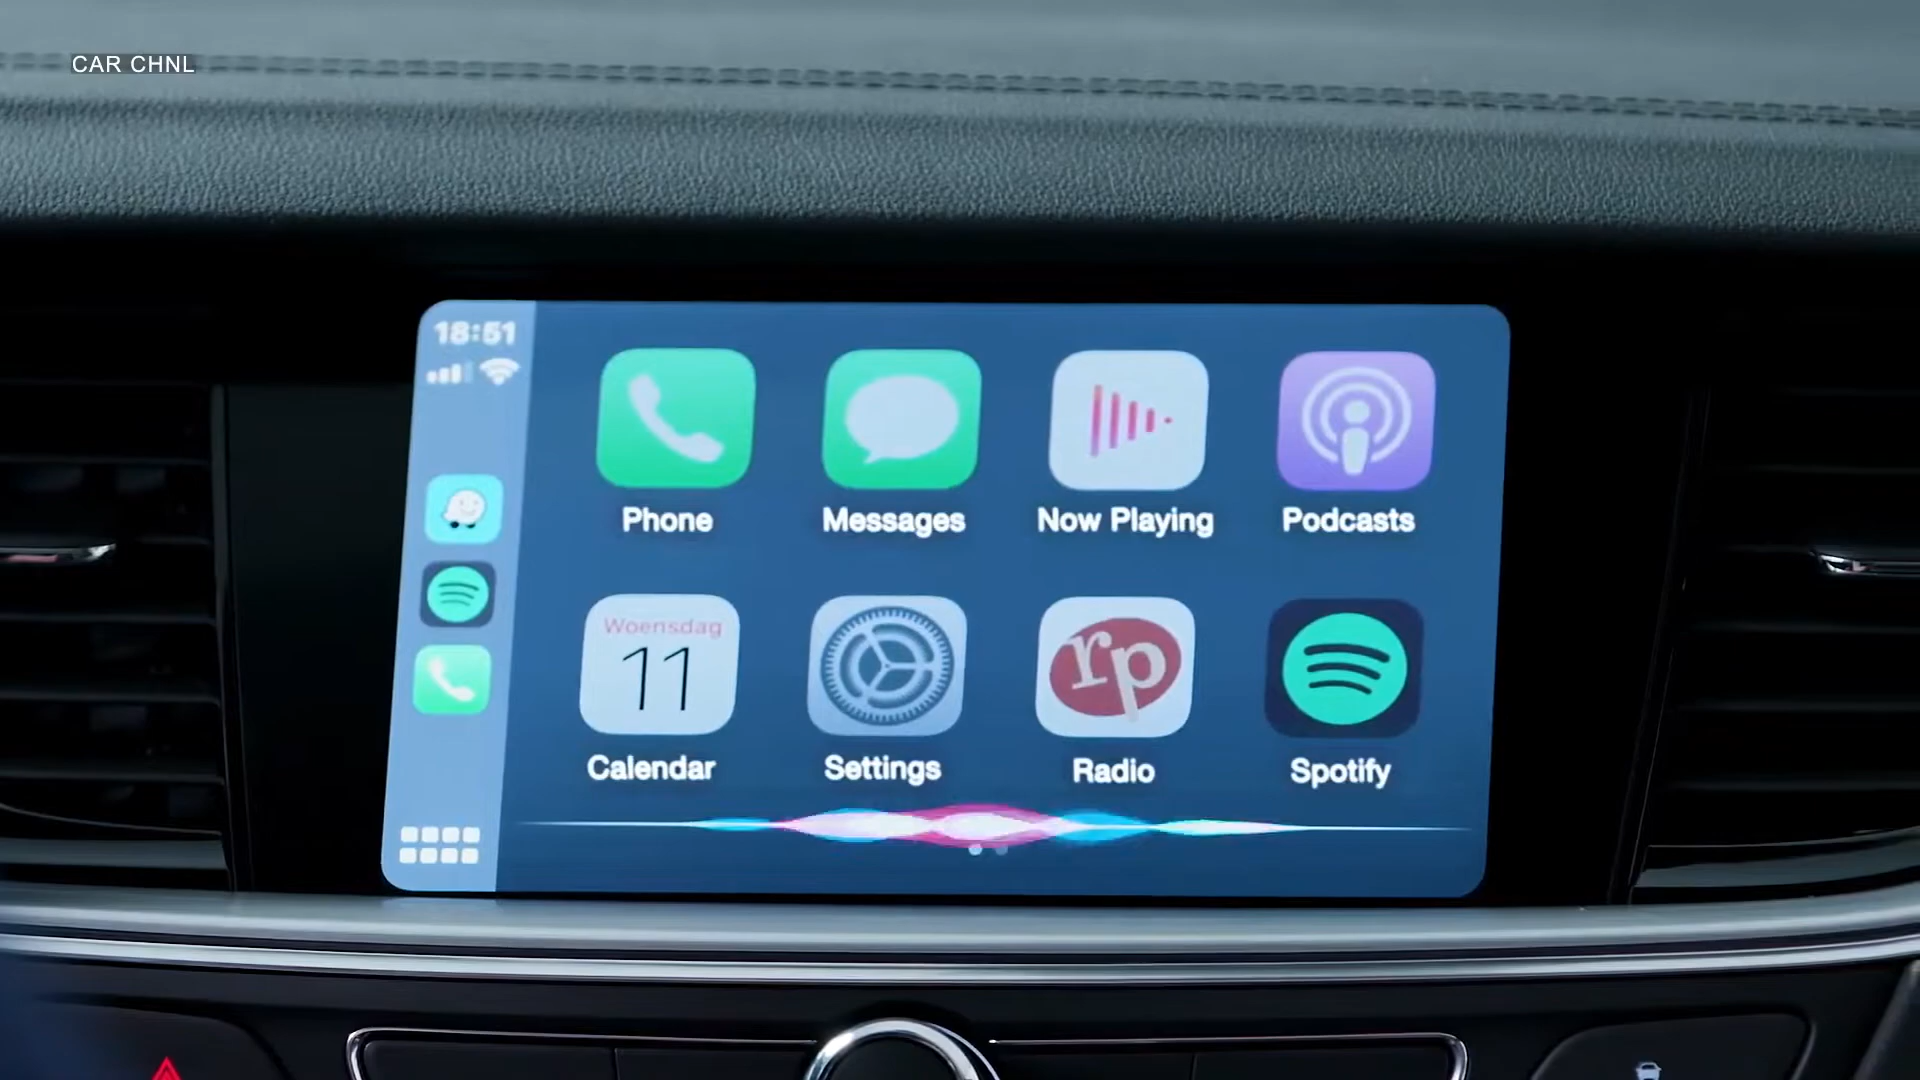 CAR CHNL
18:51
Phone
Messages
Now Playing
Podcasts
Woensdag
11
Calendar
Settings
rp
Radio
Spotify